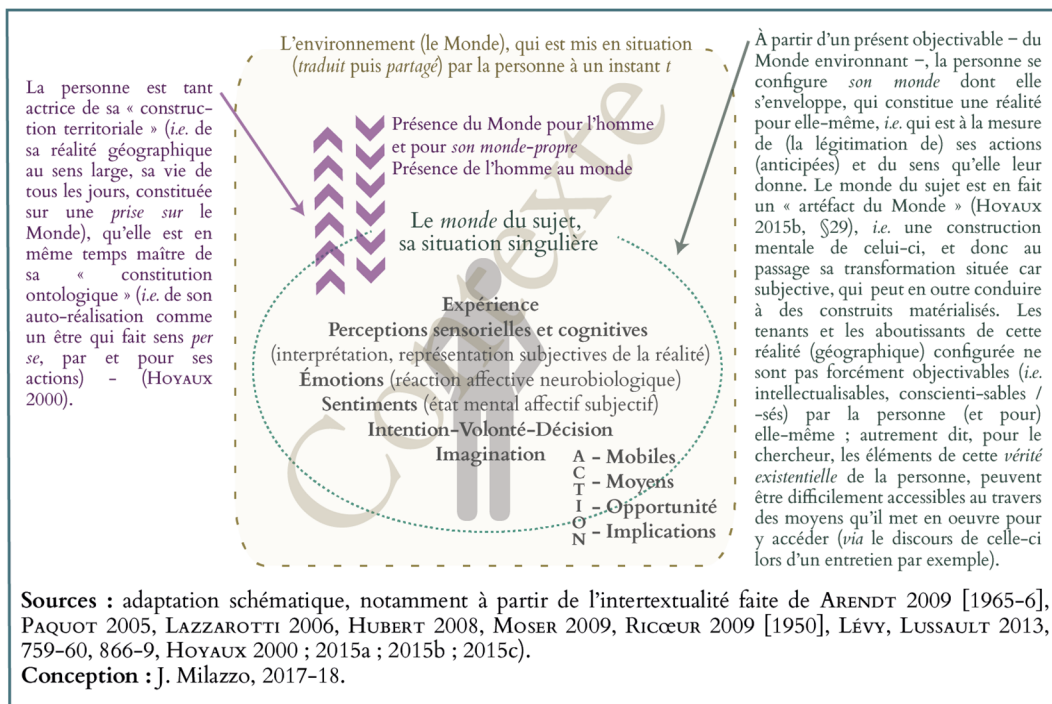 L'environnement (le Monde), qui est mis en situation
(traduit puis partagé) par la personne à un instant t
La personne est tant
actrice de sa « construc-
tion territoriale » (i.e. de
sa réalité géographique
au sens large, sa vie de
tous les jours, constituée
sur une prise sur le
Monde), qu'elle est en
même temps maître de
sa « constitution
ontologique » (i.e. de son
auto-réalisation comme
un être qui fait sens per
se, par et pour ses
actions) - (HOYAUX
2000).
Présence du Monde pour l'homme
et pour son monde-propre
Présence de l'homme au monde
Le monde du sujet,
sa situation singulière
Contexte
Expérience
Perceptions sensorielles et cognitives
(interprétation, représentation subjectives de la réalité)
Émotions (réaction affective neurobiologique)
Sentiments (état mental affectif subjectif)
Intention-Volonté-Décision
Imagination
ACTION
- Mobiles
- Moyens
- Opportunité
- Implications
À partir d'un présent objectivable – du
Monde environnant –, la personne se
configure son monde dont elle
s'enveloppe, qui constitue une réalité
pour elle-même, i.e. qui est à la mesure
de (la légitimation de) ses actions
(anticipées) et du sens qu'elle leur
donne. Le monde du sujet est en fait
un « artéfact du Monde » (HOYAUX
2015b, §29), i.e. une construction
mentale de celui-ci, et donc au
passage sa transformation située car
subjective, qui peut en outre conduire
à des construits matérialisés. Les
tenants et les aboutissants de cette
réalité (géographique) configurée ne
sont pas forcément objectivables (i.e.
intellectualisables, conscienti-sables /
-sés) par la personne (et pour)
elle-même ; autrement dit, pour le
chercheur, les éléments de cette vérité
existentielle de la personne, peuvent
être difficilement accessibles au travers
des moyens qu'il met en oeuvre pour
y accéder (via le discours de celle-ci
lors d'un entretien par exemple).
Sources : adaptation schématique, notamment à partir de l'intertextualité faite de ARENDT 2009 [1965-6],
PAQUOT 2005, LAZZAROTTI 2006, HUBERT 2008, MOSER 2009, RICŒUR 2009 [1950], LÉVY, LUSSAULT 2013,
759-60, 866-9, HOYAUX 2000 ; 2015a ; 2015b ; 2015c).
Conception : J. Milazzo, 2017-18.